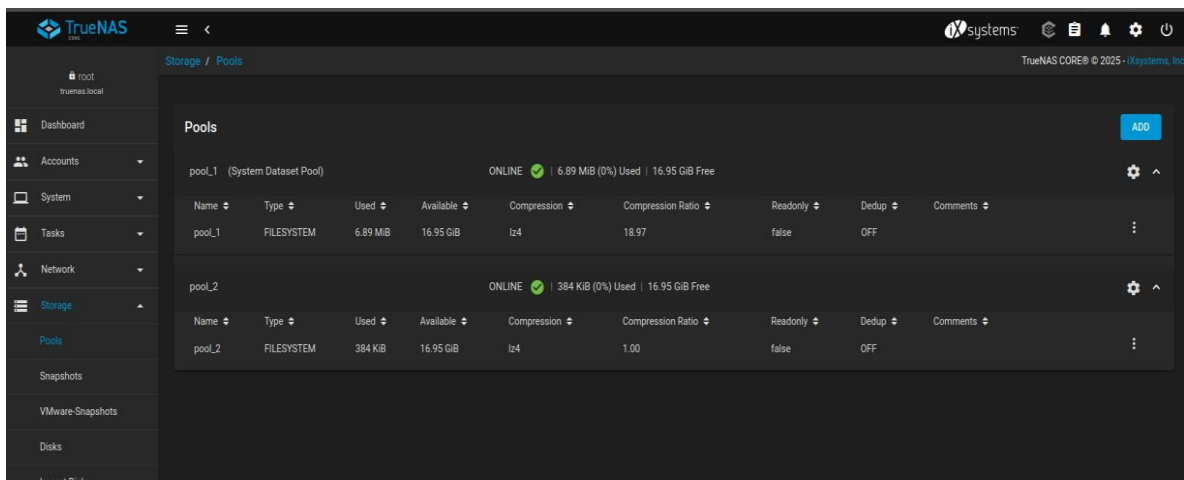 TrueNAS
CORE
iXsystems
root
truenas.local
Storage / Pools
TrueNAS CORE® © 2025 - iXsystems, Inc
Dashboard
Accounts
System
Tasks
Network
Storage
Pools
Snapshots
VMware-Snapshots
Disks
Pools
ADD
pool_1 (System Dataset Pool) ONLINE | 6.89 MiB (0%) Used | 16.95 GiB Free
Name Type Used Available Compression Compression Ratio Readonly Dedup Comments
pool_1 FILESYSTEM 6.89 MiB 16.95 GiB lz4 18.97 false OFF
pool_2 ONLINE | 384 KiB (0%) Used | 16.95 GiB Free
Name Type Used Available Compression Compression Ratio Readonly Dedup Comments
pool_2 FILESYSTEM 384 KiB 16.95 GiB lz4 1.00 false OFF